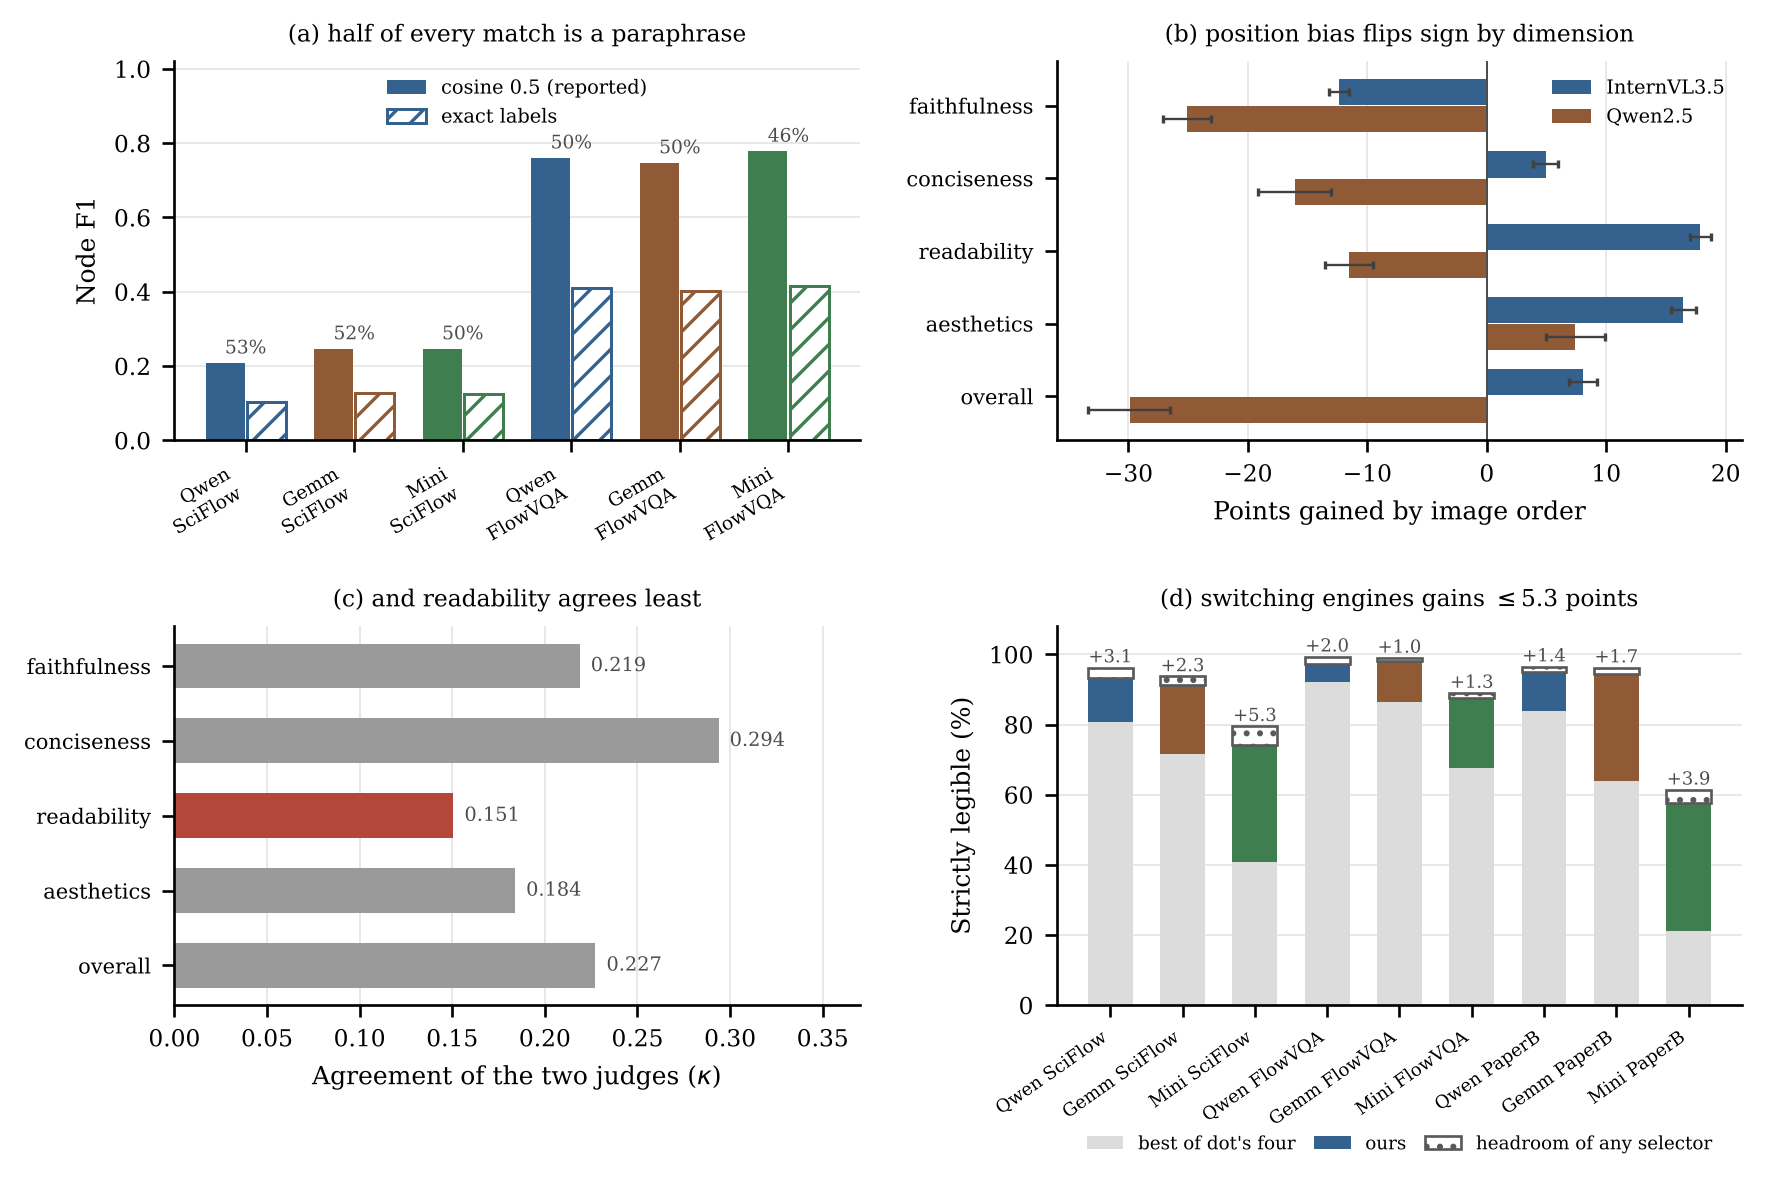 (a) half of every match is a paraphrase
cosine 0.5 (reported)
exact labels
Node F1
1.0
0.8
0.6
0.4
0.2
0.0
53%
52%
50%
50%
50%
46%
Qwen
SciFlow
Gemm
SciFlow
Mini
SciFlow
Qwen
FlowVQA
Gemm
FlowVQA
Mini
FlowVQA
(b) position bias flips sign by dimension
InternVL3.5
Qwen2.5
faithfulness
conciseness
readability
aesthetics
overall
−30 −20 −10 0 10 20
Points gained by image order
(c) and readability agrees least
faithfulness 0.219
conciseness 0.294
readability 0.151
aesthetics 0.184
overall 0.227
0.00 0.05 0.10 0.15 0.20 0.25 0.30 0.35
Agreement of the two judges (κ)
(d) switching engines gains ≤5.3 points
Strictly legible (%)
100
80
60
40
20
0
+3.1
+2.3
+5.3
+2.0
+1.0
+1.3
+1.4
+1.7
+3.9
Qwen SciFlow
Gemm SciFlow
Mini SciFlow
Qwen FlowVQA
Gemm FlowVQA
Mini FlowVQA
Qwen PaperB
Gemm PaperB
Mini PaperB
best of dot's four
ours
headroom of any selector